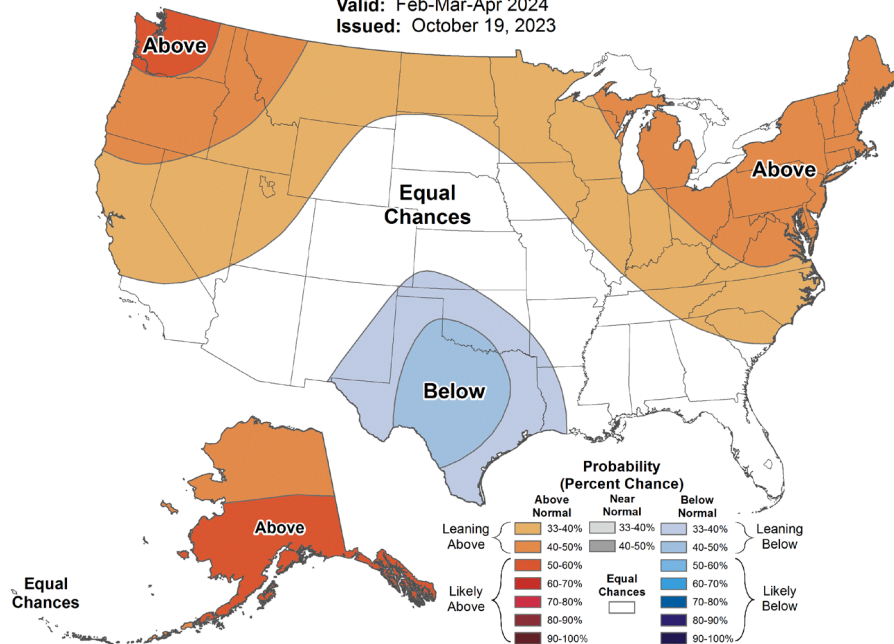 Valid: Feb-Mar-Apr 2024
Issued: October 19, 2023
Above
Above
Equal
Chances
Below
Above
Equal
Chances
Probability
(Percent Chance)
Above
Normal
Near
Normal
Below
Normal
Leaning
Above
33-40%
33-40%
33-40%
Leaning
Below
40-50%
40-50%
40-50%
Likely
Above
50-60%
50-60%
Likely
Below
60-70%
60-70%
Equal
Chances
70-80%
70-80%
80-90%
80-90%
90-100%
90-100%